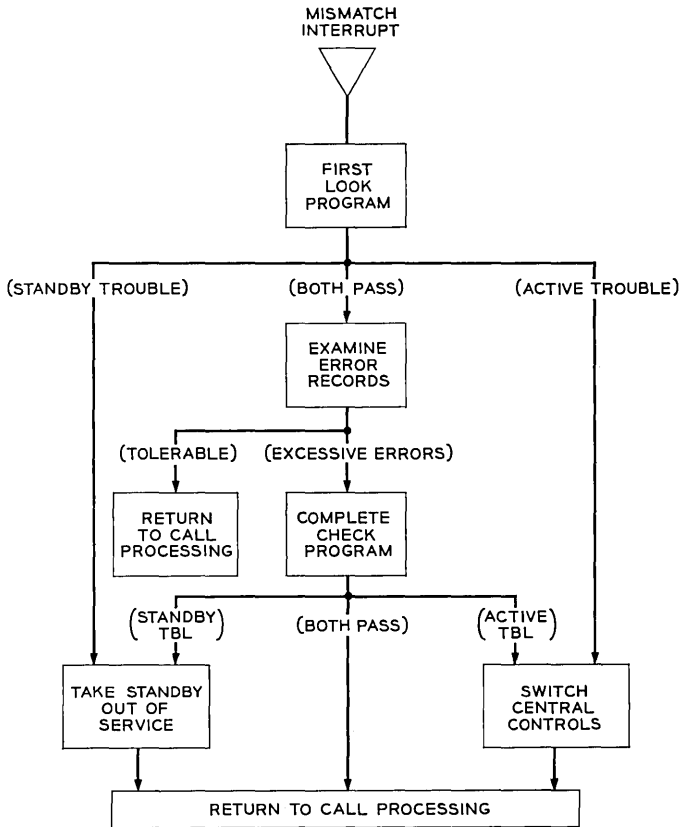 MISMATCH
INTERRUPT
FIRST
LOOK
PROGRAM
(STANDBY TROUBLE)
(BOTH PASS)
(ACTIVE TROUBLE)
EXAMINE
ERROR
RECORDS
(TOLERABLE)
(EXCESSIVE ERRORS)
RETURN
TO CALL
PROCESSING
COMPLETE
CHECK
PROGRAM
(STANDBY
TBL)
(BOTH PASS)
(ACTIVE
TBL)
TAKE STANDBY
OUT OF
SERVICE
SWITCH
CENTRAL
CONTROLS
RETURN TO CALL PROCESSING